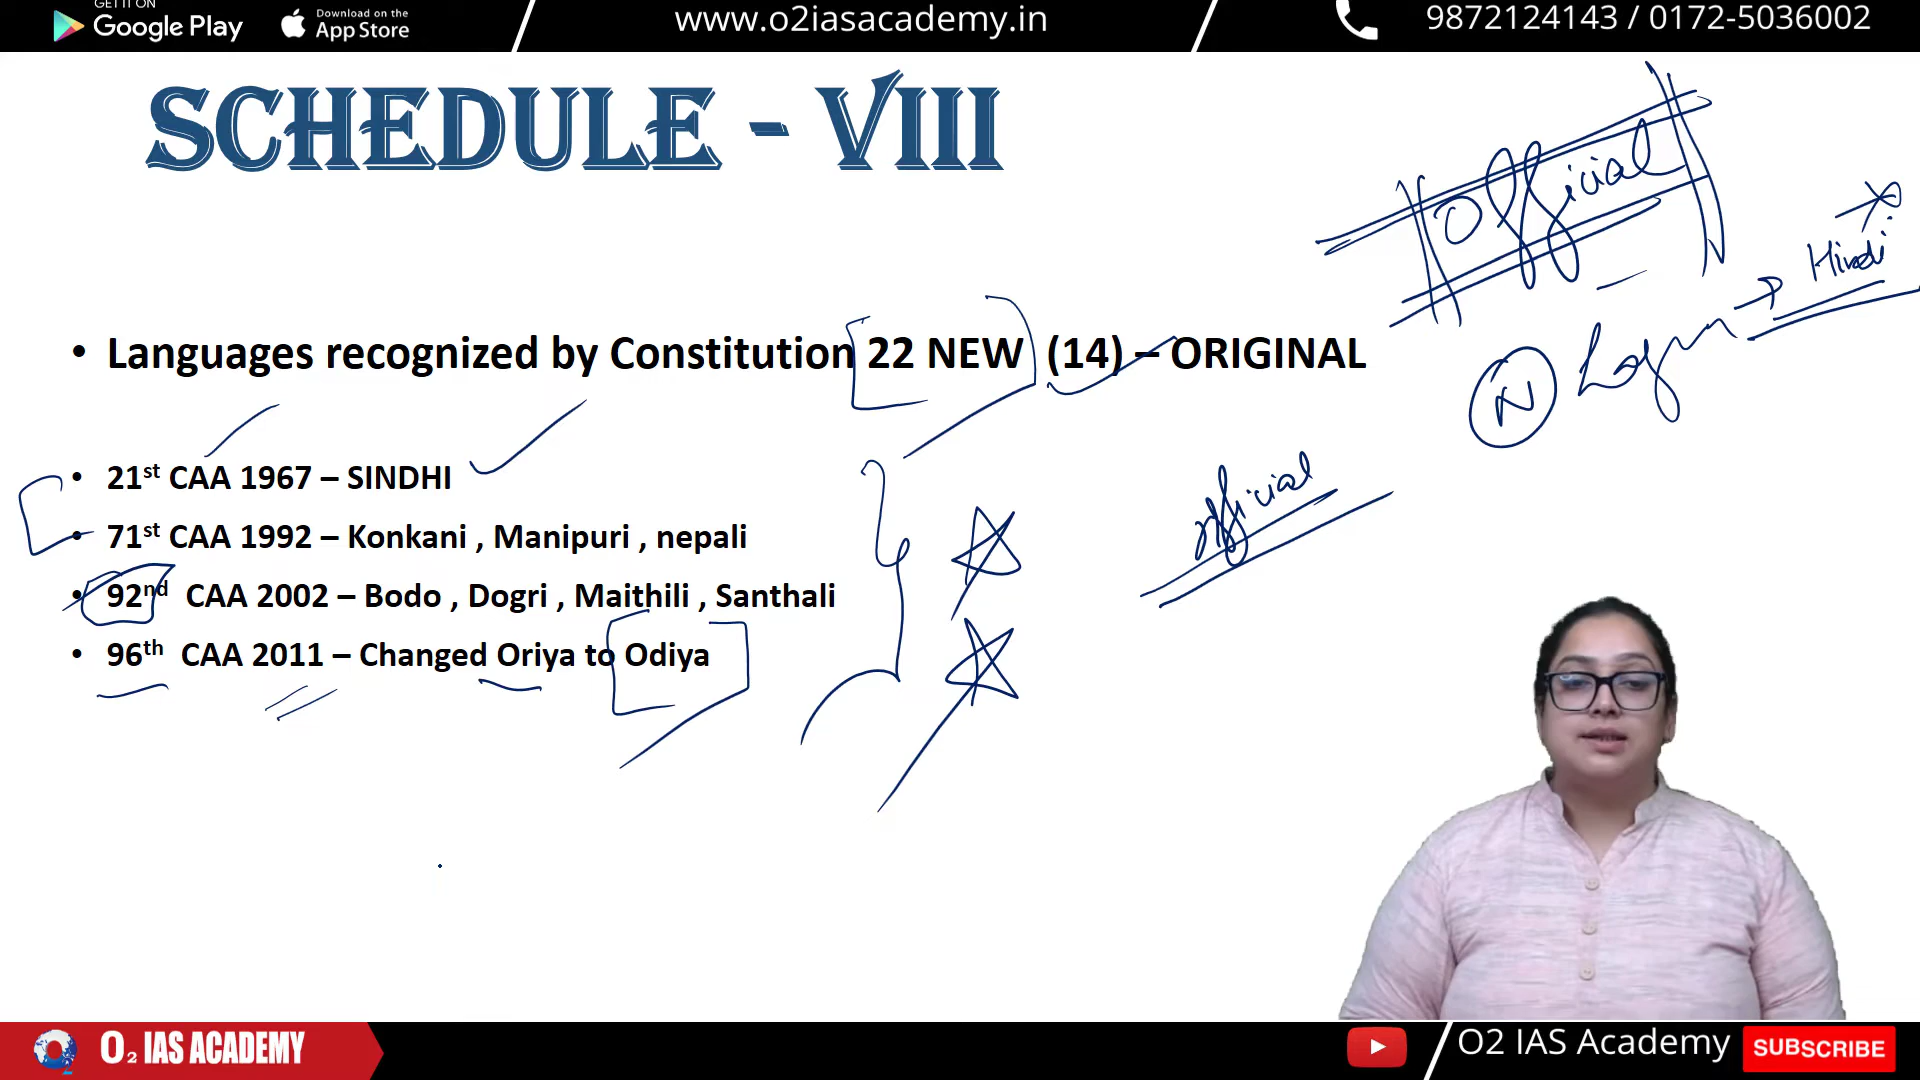 GET IT ON
Google Play
Download on the
App Store
www.o2iasacademy.in
9872124143 / 0172-5036002
SCHEDULE - VIII
Official
Hindi
• Languages recognized by Constitution 22 NEW (14) – ORIGINAL
N
official
• 21st CAA 1967 – SINDHI
• 71st CAA 1992 – Konkani , Manipuri , nepali
• 92nd CAA 2002 – Bodo , Dogri , Maithili , Santhali
• 96th CAA 2011 – Changed Oriya to Odiya
O2 IAS ACADEMY
O2 IAS Academy
SUBSCRIBE